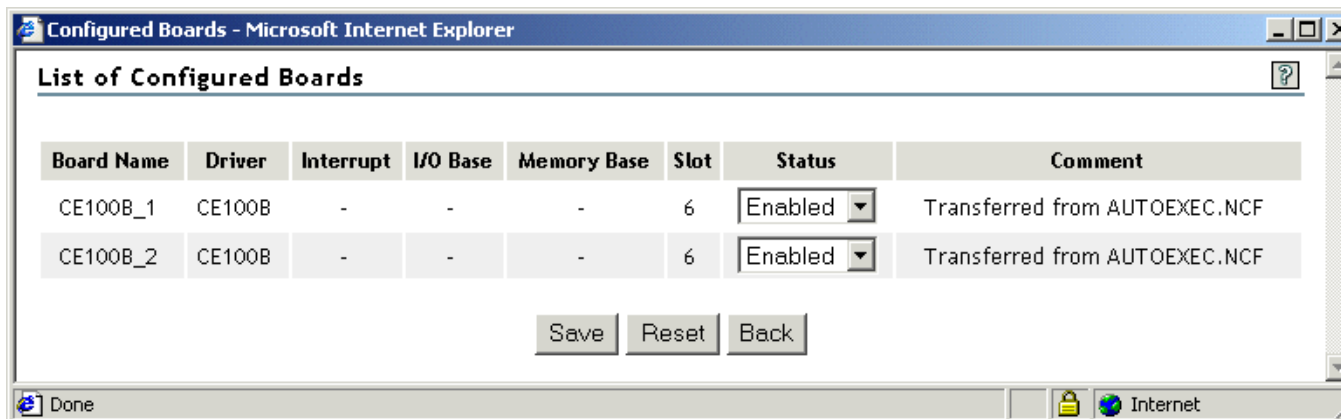 Configured Boards - Microsoft Internet Explorer
List of Configured Boards ?
Board Name Driver Interrupt I/O Base Memory Base Slot Status Comment
CE100B_1 CE100B - - - 6 Enabled Transferred from AUTOEXEC.NCF
CE100B_2 CE100B - - - 6 Enabled Transferred from AUTOEXEC.NCF
Save Reset Back
Done Internet